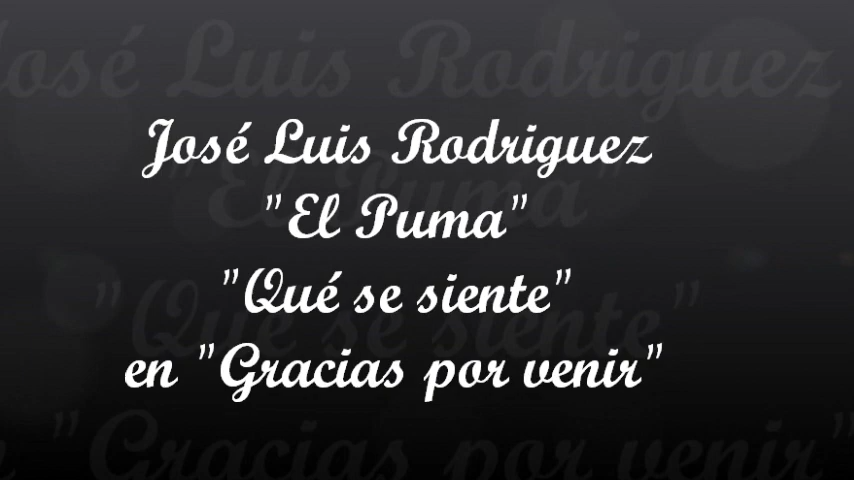 José Luis Rodriguez
"El Puma"
"Qué se siente"
en "Gracias por venir"